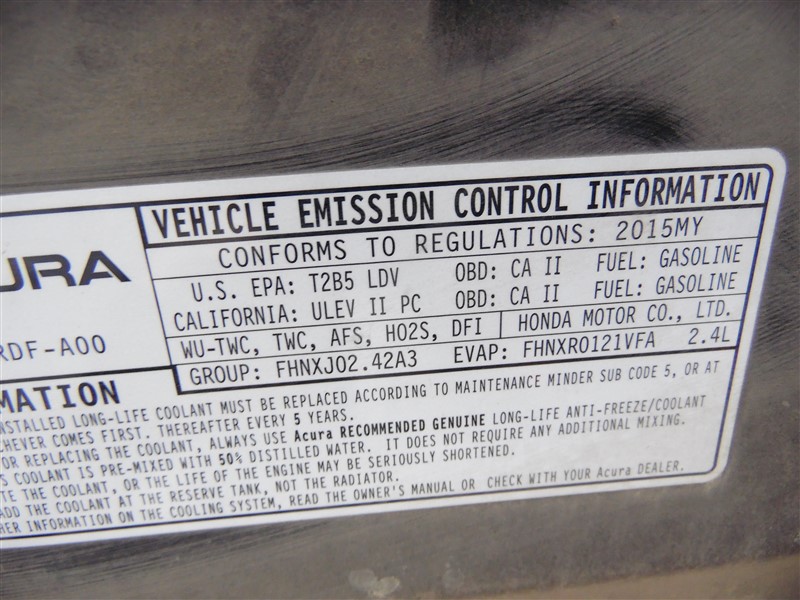 VEHICLE EMISSION CONTROL INFORMATION
CONFORMS TO REGULATIONS: 2015MY
U.S. EPA: T2B5 LDV OBD: CA II FUEL: GASOLINE
CALIFORNIA: ULEV II PC OBD: CA II FUEL: GASOLINE
WU-TWC, TWC, AFS, HO2S, DFI HONDA MOTOR CO., LTD.
GROUP: FHNXJ02.42A3 EVAP: FHNXR0121VFA 2.4L
URA
RDF-A00
MATION
NSTALLED LONG-LIFE COOLANT MUST BE REPLACED ACCORDING TO MAINTENANCE MINDER SUB CODE 5, OR AT
CHEVER COMES FIRST. THEREAFTER EVERY 5 YEARS.
OR REPLACING THE COOLANT, ALWAYS USE Acura RECOMMENDED GENUINE LONG-LIFE ANTI-FREEZE/COOLANT
S COOLANT IS PRE-MIXED WITH 50% DISTILLED WATER. IT DOES NOT REQUIRE ANY ADDITIONAL MIXING.
TE THE COOLANT, OR THE LIFE OF THE ENGINE MAY BE SERIOUSLY SHORTENED.
ADD THE COOLANT AT THE RESERVE TANK, NOT THE RADIATOR.
HER INFORMATION ON THE COOLING SYSTEM, READ THE OWNER'S MANUAL OR CHECK WITH YOUR Acura DEALER.